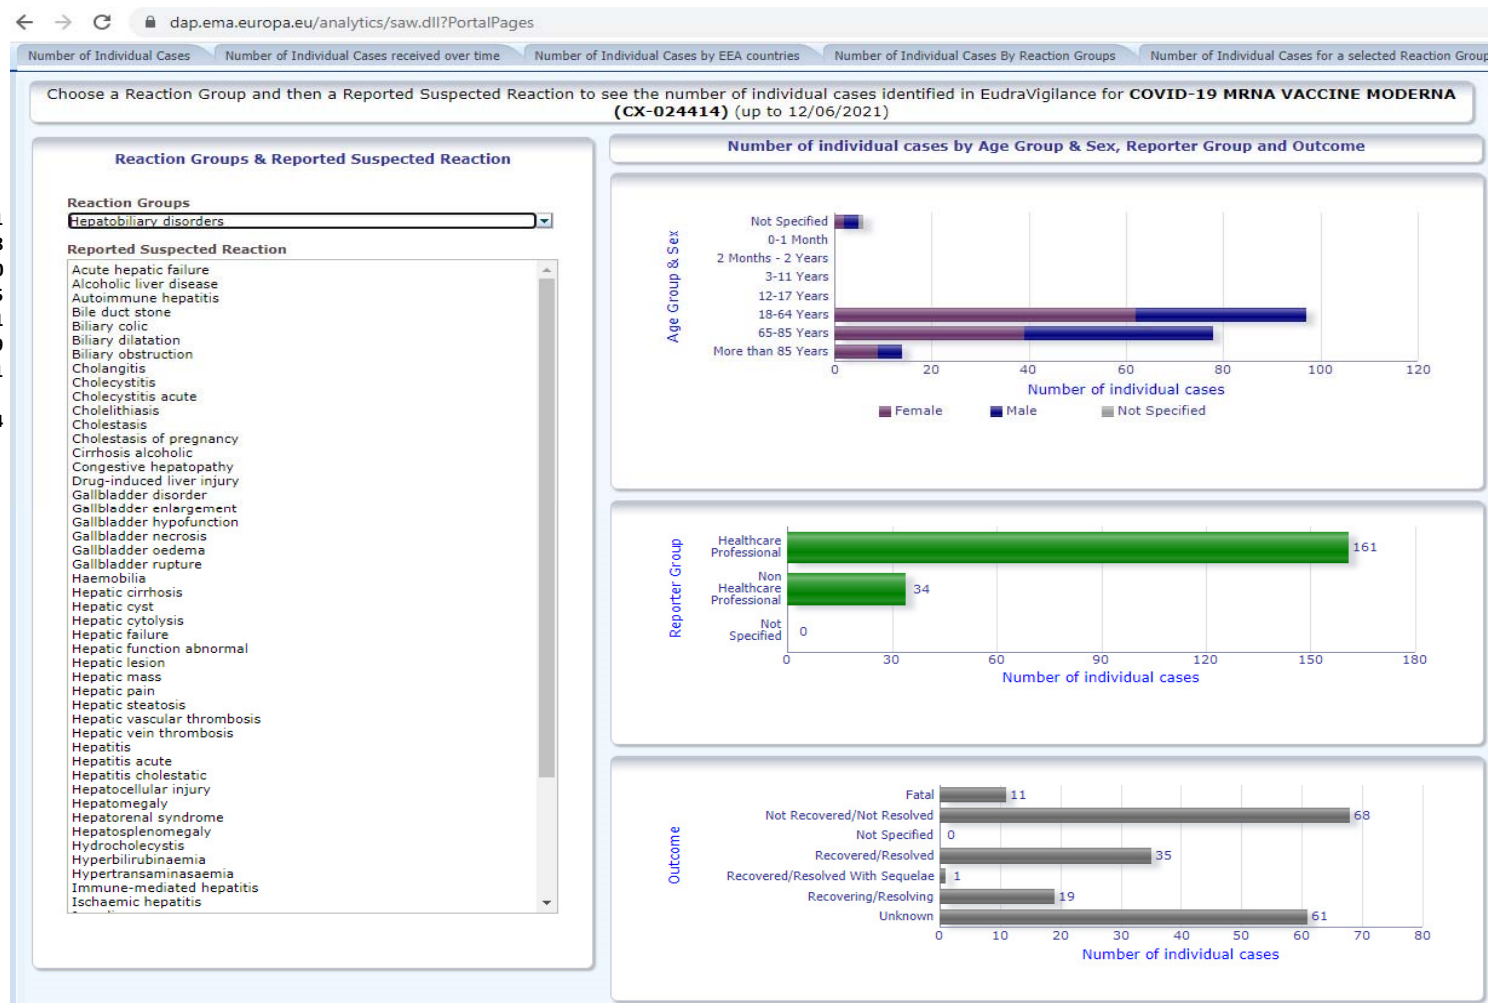 dap.ema.europa.eu/analytics/saw.dll?PortalPages
Number of Individual Cases
Number of Individual Cases received over time
Number of Individual Cases by EEA countries
Number of Individual Cases By Reaction Groups
Number of Individual Cases for a selected Reaction Group
Choose a Reaction Group and then a Reported Suspected Reaction to see the number of individual cases identified in EudraVigilance for COVID-19 MRNA VACCINE MODERNA
(CX-024414) (up to 12/06/2021)
Reaction Groups & Reported Suspected Reaction
Reaction Groups
Hepatobiliary disorders
Reported Suspected Reaction
Acute hepatic failure
Alcoholic liver disease
Autoimmune hepatitis
Bile duct stone
Biliary colic
Biliary dilatation
Biliary obstruction
Cholangitis
Cholecystitis
Cholecystitis acute
Cholelithiasis
Cholestasis
Cholestasis of pregnancy
Cirrhosis alcoholic
Congestive hepatopathy
Drug-induced liver injury
Gallbladder disorder
Gallbladder enlargement
Gallbladder hypofunction
Gallbladder necrosis
Gallbladder oedema
Gallbladder rupture
Haemobilia
Hepatic cirrhosis
Hepatic cyst
Hepatic cytolysis
Hepatic failure
Hepatic function abnormal
Hepatic lesion
Hepatic mass
Hepatic pain
Hepatic steatosis
Hepatic vascular thrombosis
Hepatic vein thrombosis
Hepatitis
Hepatitis acute
Hepatitis cholestatic
Hepatocellular injury
Hepatomegaly
Hepatorenal syndrome
Hepatosplenomegaly
Hydrocholecystis
Hyperbilirubinaemia
Hypertransaminasaemia
Immune-mediated hepatitis
Ischaemic hepatitis
Number of individual cases by Age Group & Sex, Reporter Group and Outcome
Age Group & Sex
Not Specified
0-1 Month
2 Months - 2 Years
3-11 Years
12-17 Years
18-64 Years
65-85 Years
More than 85 Years
0 20 40 60 80 100 120
Number of individual cases
Female Male Not Specified
Reporter Group
Healthcare
Professional
161
Non
Healthcare
Professional
34
Not
Specified
0
0 30 60 90 120 150 180
Number of individual cases
Outcome
Fatal 11
Not Recovered/Not Resolved 68
Not Specified 0
Recovered/Resolved 35
Recovered/Resolved With Sequelae 1
Recovering/Resolving 19
Unknown 61
0 10 20 30 40 50 60 70 80
Number of individual cases